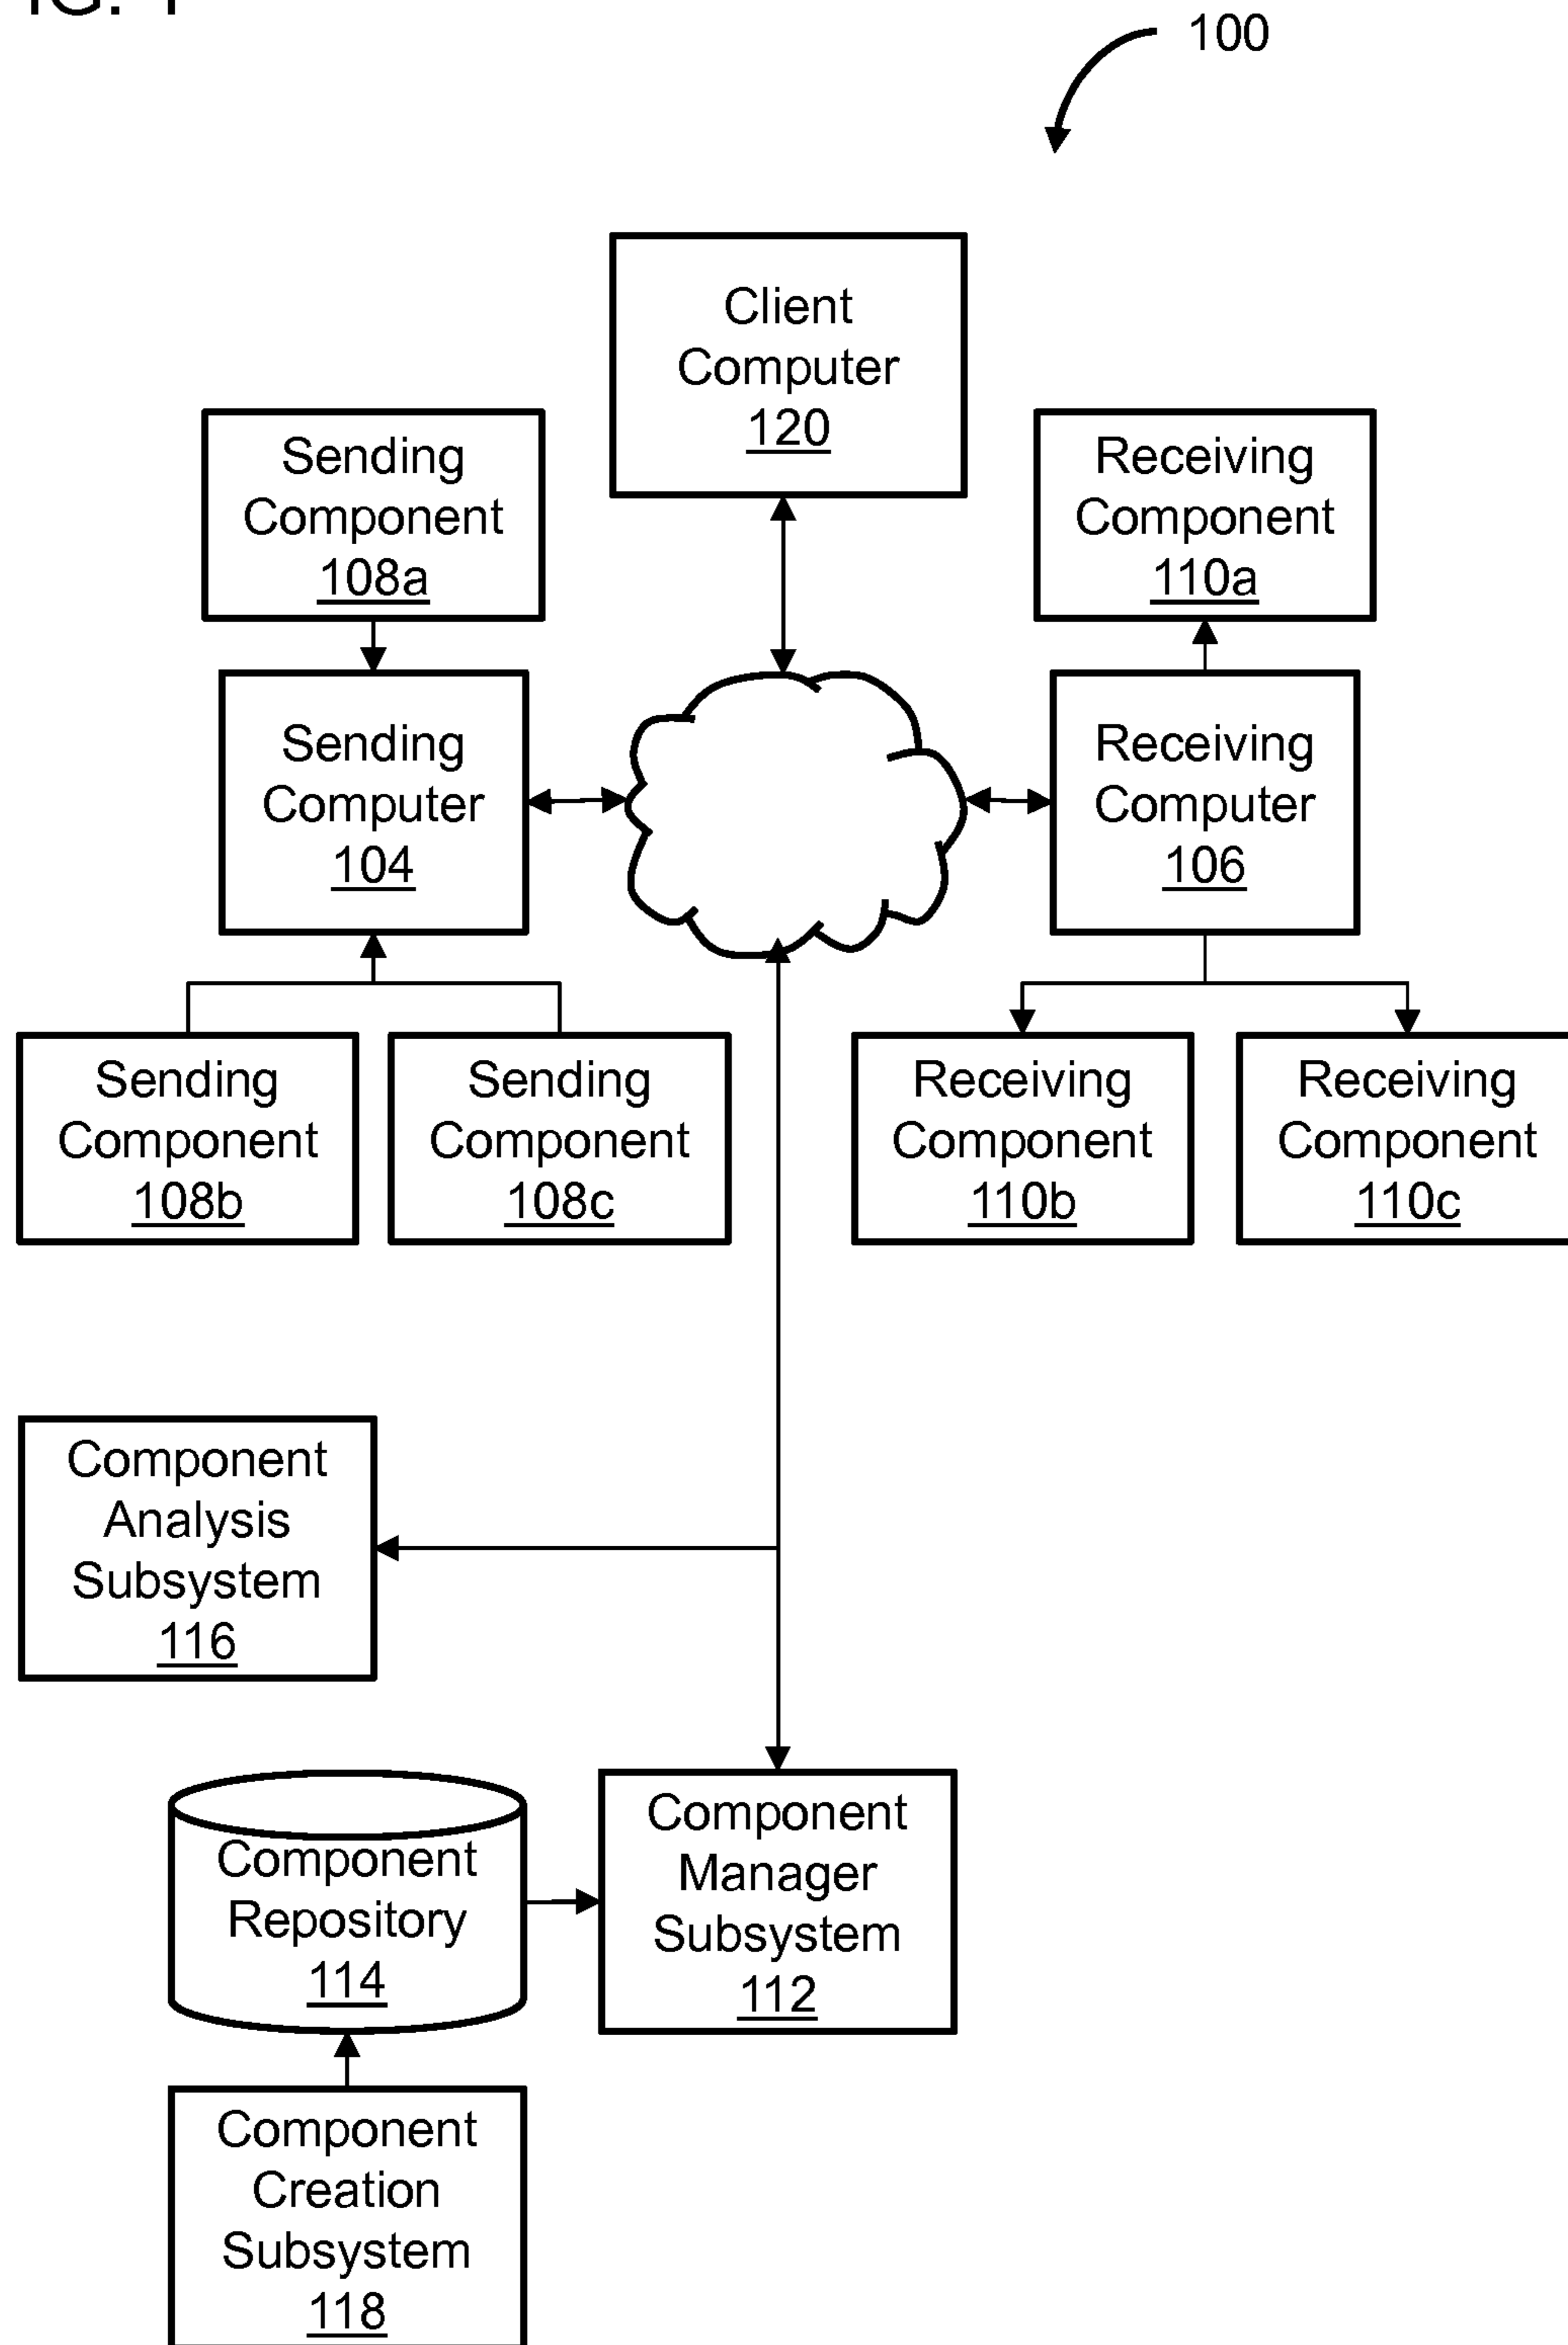 100
Client
Computer
120
Sending
Component
108a
Receiving
Component
110a
Sending
Computer
104
Receiving
Computer
106
Sending
Component
108b
Sending
Component
108c
Receiving
Component
110b
Receiving
Component
110c
Component
Analysis
Subsystem
116
Component
Repository
114
Component
Manager
Subsystem
112
Component
Creation
Subsystem
118